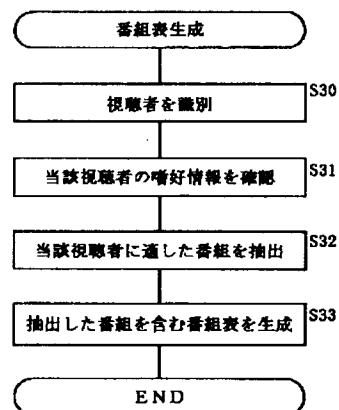 番組表生成
視聴者を識別
S30
当該視聴者の嗜好情報を確認
S31
当該視聴者に適した番組を抽出
S32
抽出した番組を含む番組表を生成
S33
END